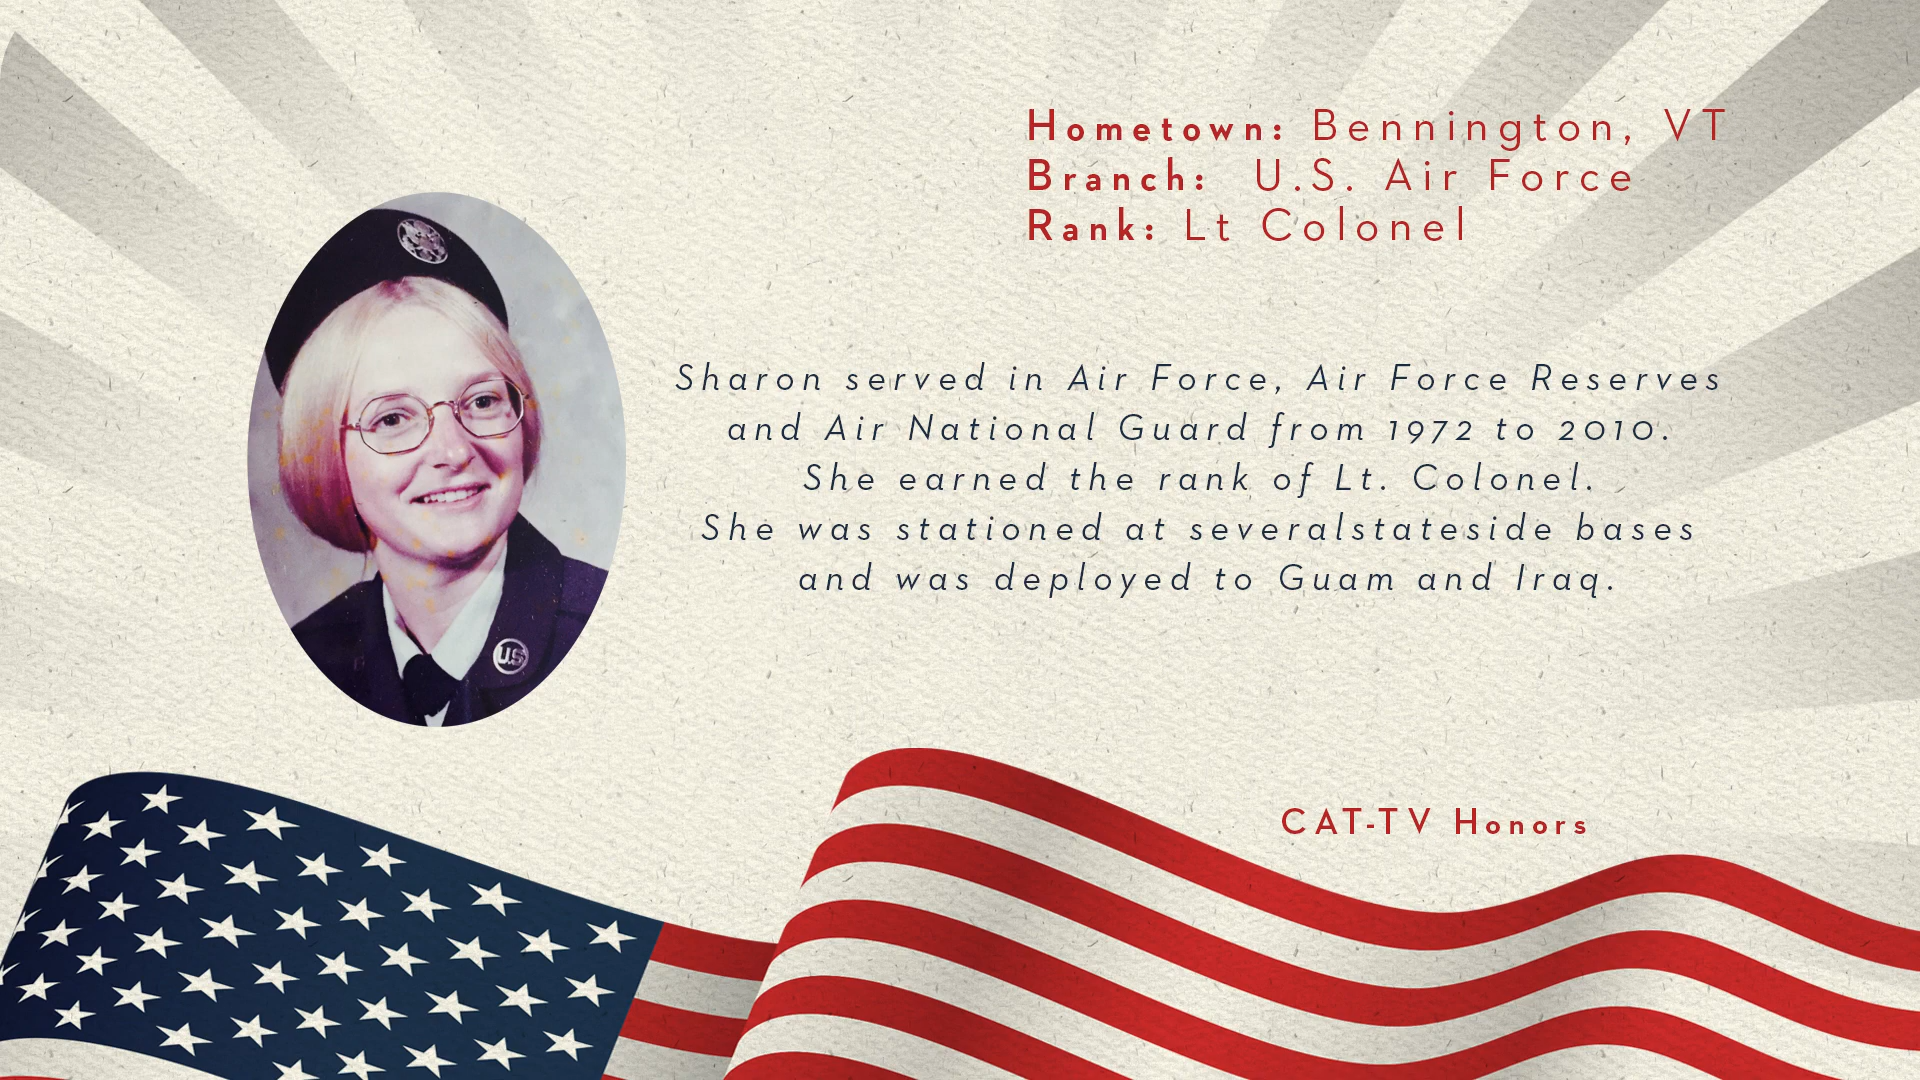 Hometown: Bennington, VT
Branch: U.S. Air Force
Rank: Lt Colonel
Sharon served in Air Force, Air Force Reserves
and Air National Guard from 1972 to 2010.
She earned the rank of Lt. Colonel.
She was stationed at severalstateside bases
and was deployed to Guam and Iraq.
U.S
CAT-TV Honors